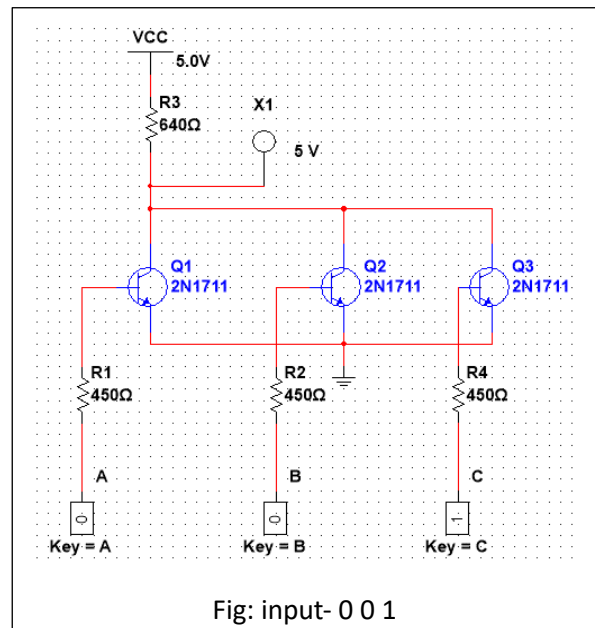 VCC
5.0V
R3
640Ω
X1
5 V
Q1
2N1711
Q2
2N1711
Q3
2N1711
R1
450Ω
R2
450Ω
R4
450Ω
A
B
C
0
0
1
Key = A
Key = B
Key = C
Fig: input- 0 0 1